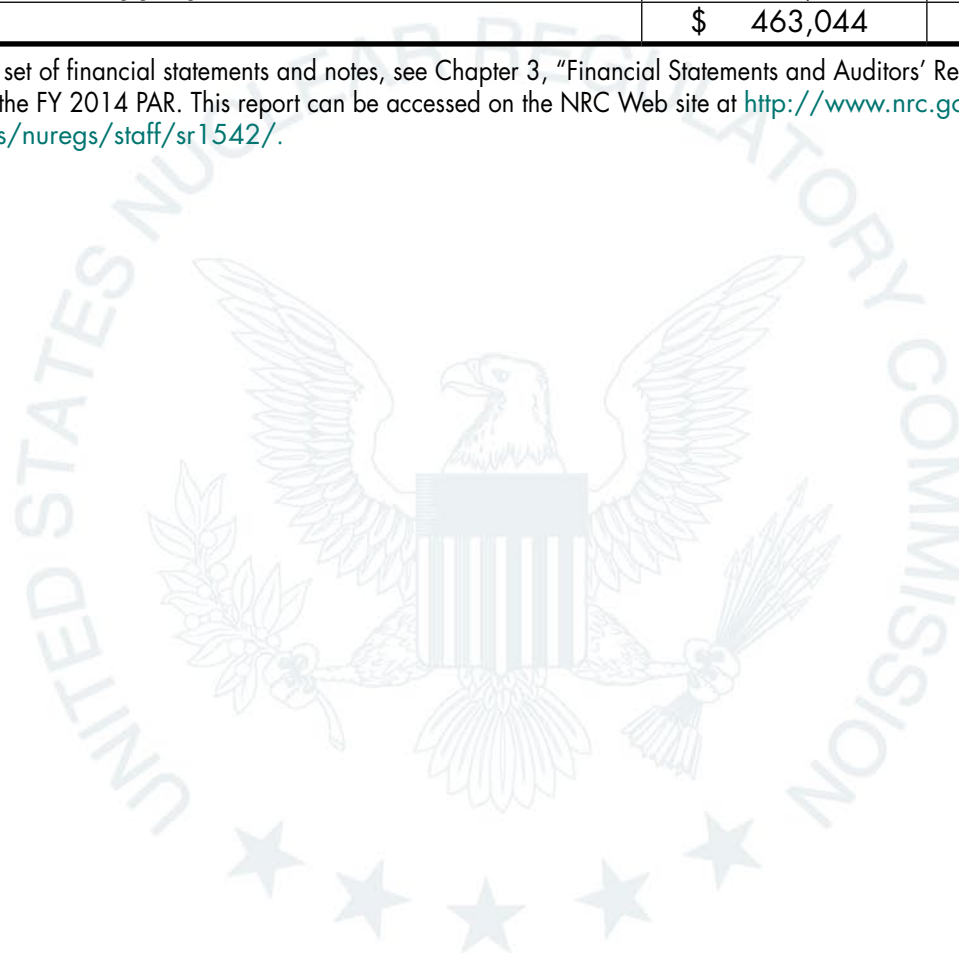 $ 463,044
set of financial statements and notes, see Chapter 3, “Financial Statements and Auditors’ Re
the FY 2014 PAR. This report can be accessed on the NRC Web site at http://www.nrc.go
s/nuregs/staff/sr1542/.
UNITED STATES NUCLEAR REGULATORY COMMISSION